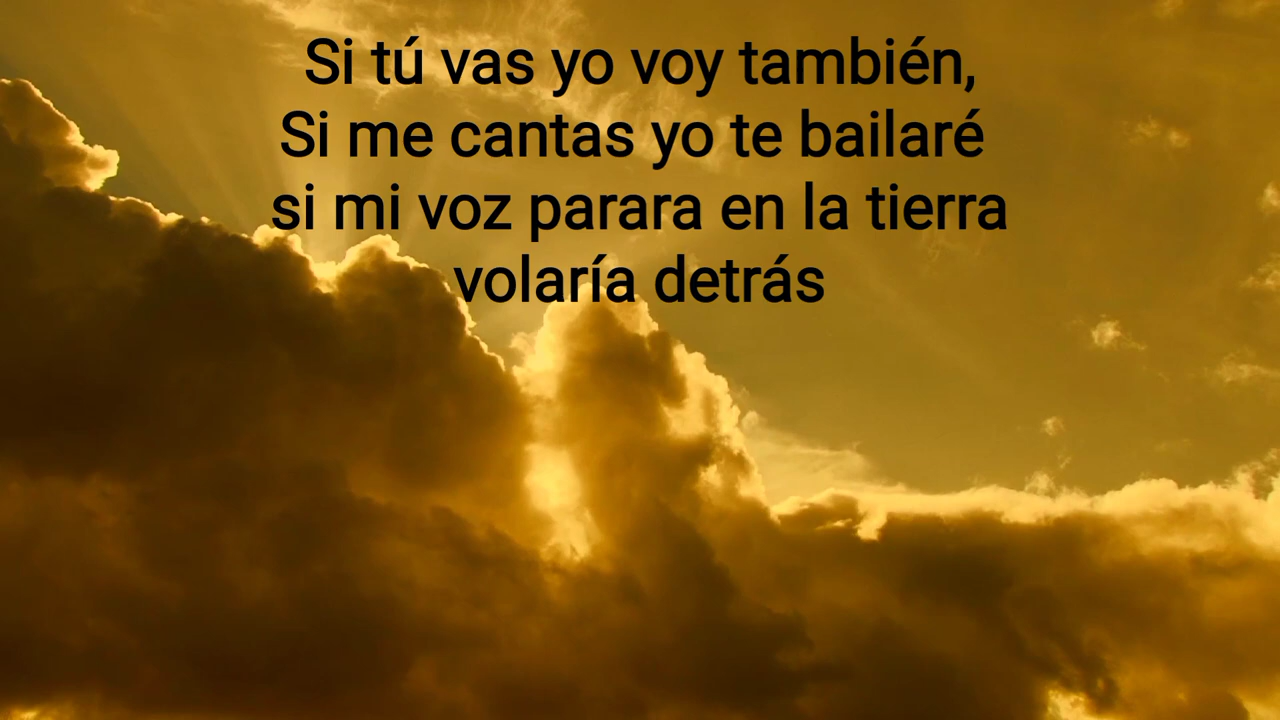 Si tú vas yo voy también,
Si me cantas yo te bailaré
si mi voz parara en la tierra
volaría detrás